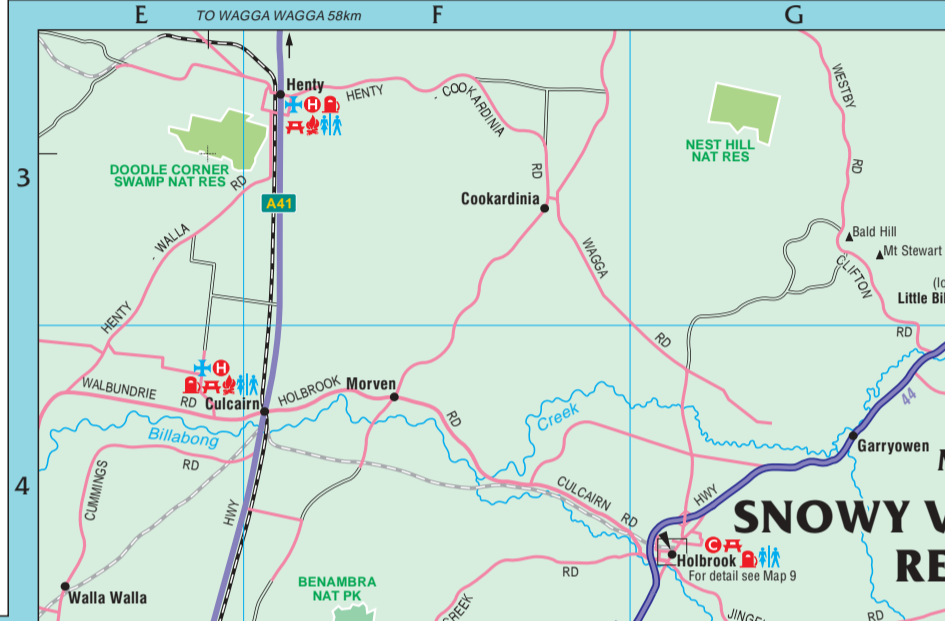 E
TO WAGGA WAGGA 58km
F
G
Henty
H
HENTY
COOKARDINIA
RD
WESTBY
RD
NEST HILL
NAT RES
DOODLE CORNER
SWAMP NAT RES
3
RD
A41
Cookardinia
WALLA
HENTY
WAGGA
RD
Bald Hill
Mt Stewart
CLIFTON
Little Bil
RD
H
WALBUNDRIE
RD
Culcairn
HOLBROOK
Morven
RD
Billabong
Creek
44
Garryowen
4
CUMMINGS
RD
HWY
CULCAIRN
RD
HWY
SNOWY V
RE
C
Holbrook
For detail see Map 9
Walla Walla
BENAMBRA
NAT PK
CREEK
RD
JINGEL
RD